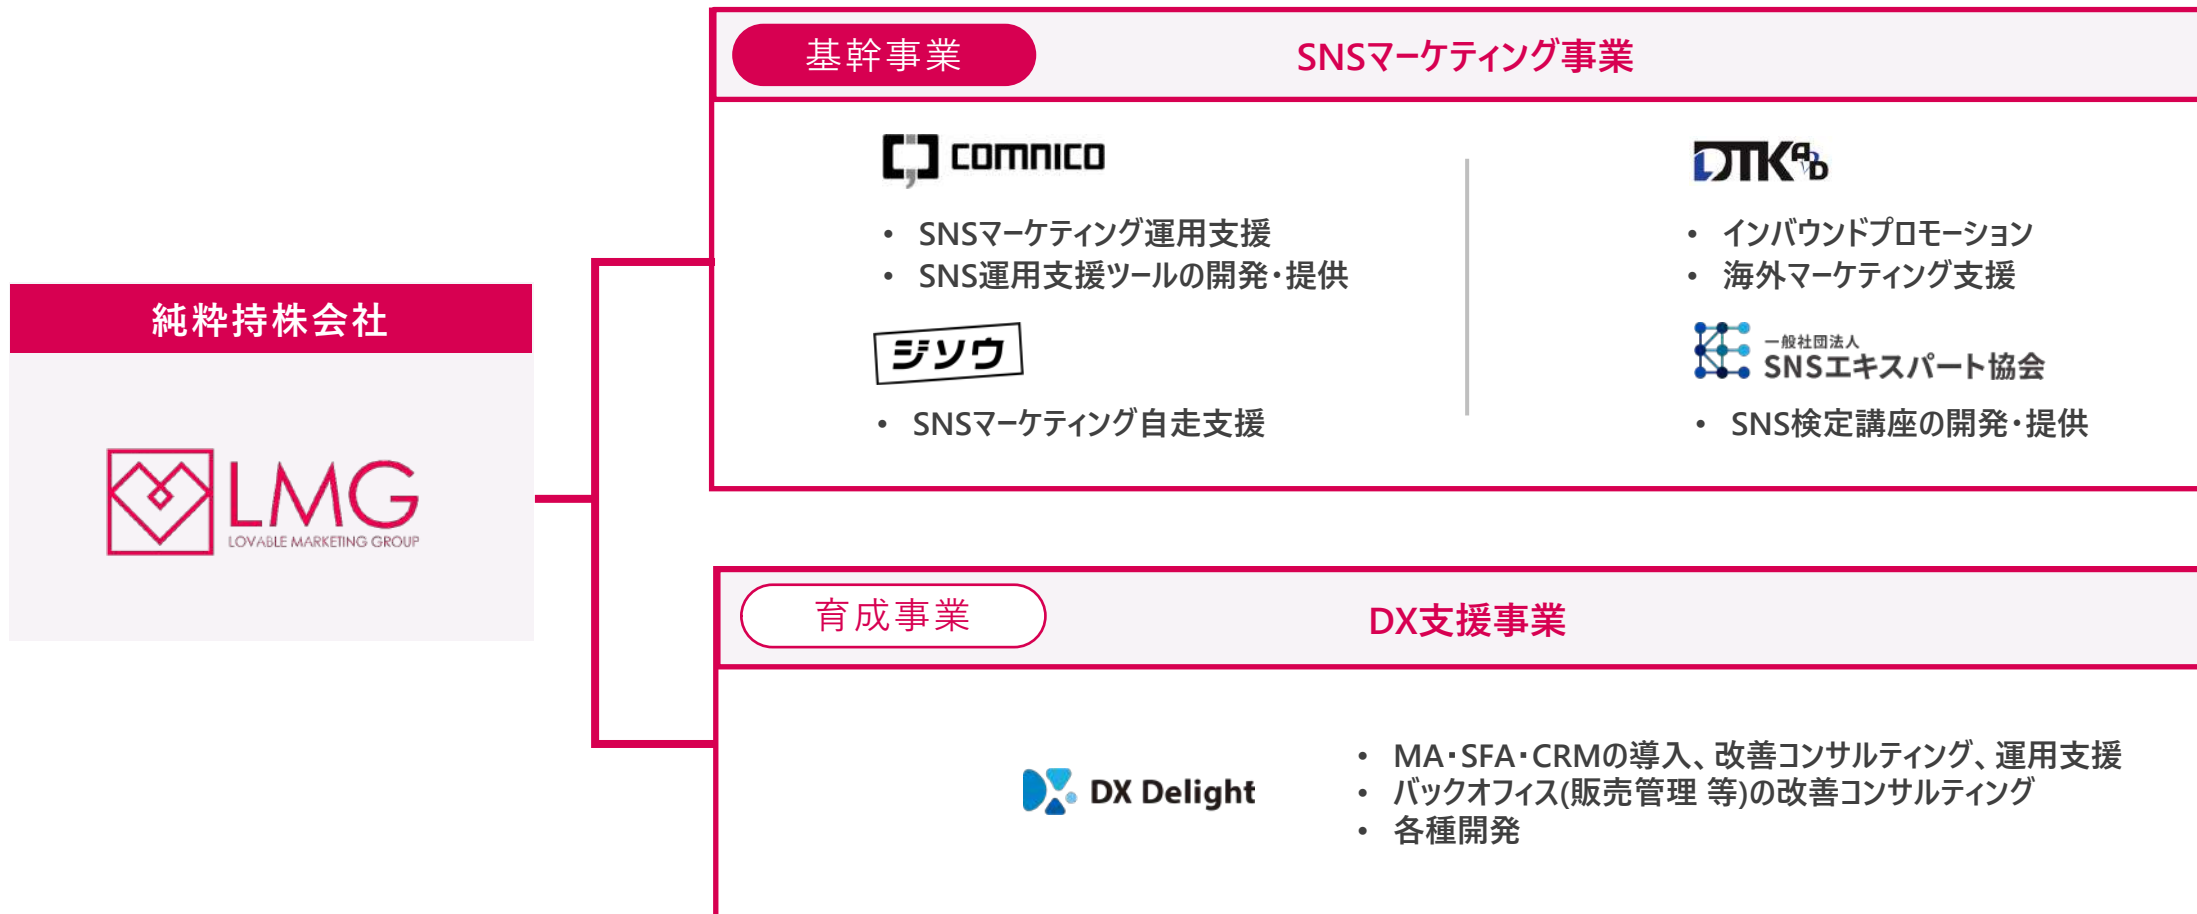 純粋持株会社
LMG
LOVABLE MARKETING GROUP
基幹事業
SNSマーケティング事業
comnico
• SNSマーケティング運用支援
• SNS運用支援ツールの開発・提供
ジソウ
• SNSマーケティング自走支援
DTK AD
• インバウンドプロモーション
• 海外マーケティング支援
一般社団法人
SNSエキスパート協会
• SNS検定講座の開発・提供
育成事業
DX支援事業
DX Delight
• MA・SFA・CRMの導入、改善コンサルティング、運用支援
• バックオフィス(販売管理 等)の改善コンサルティング
• 各種開発